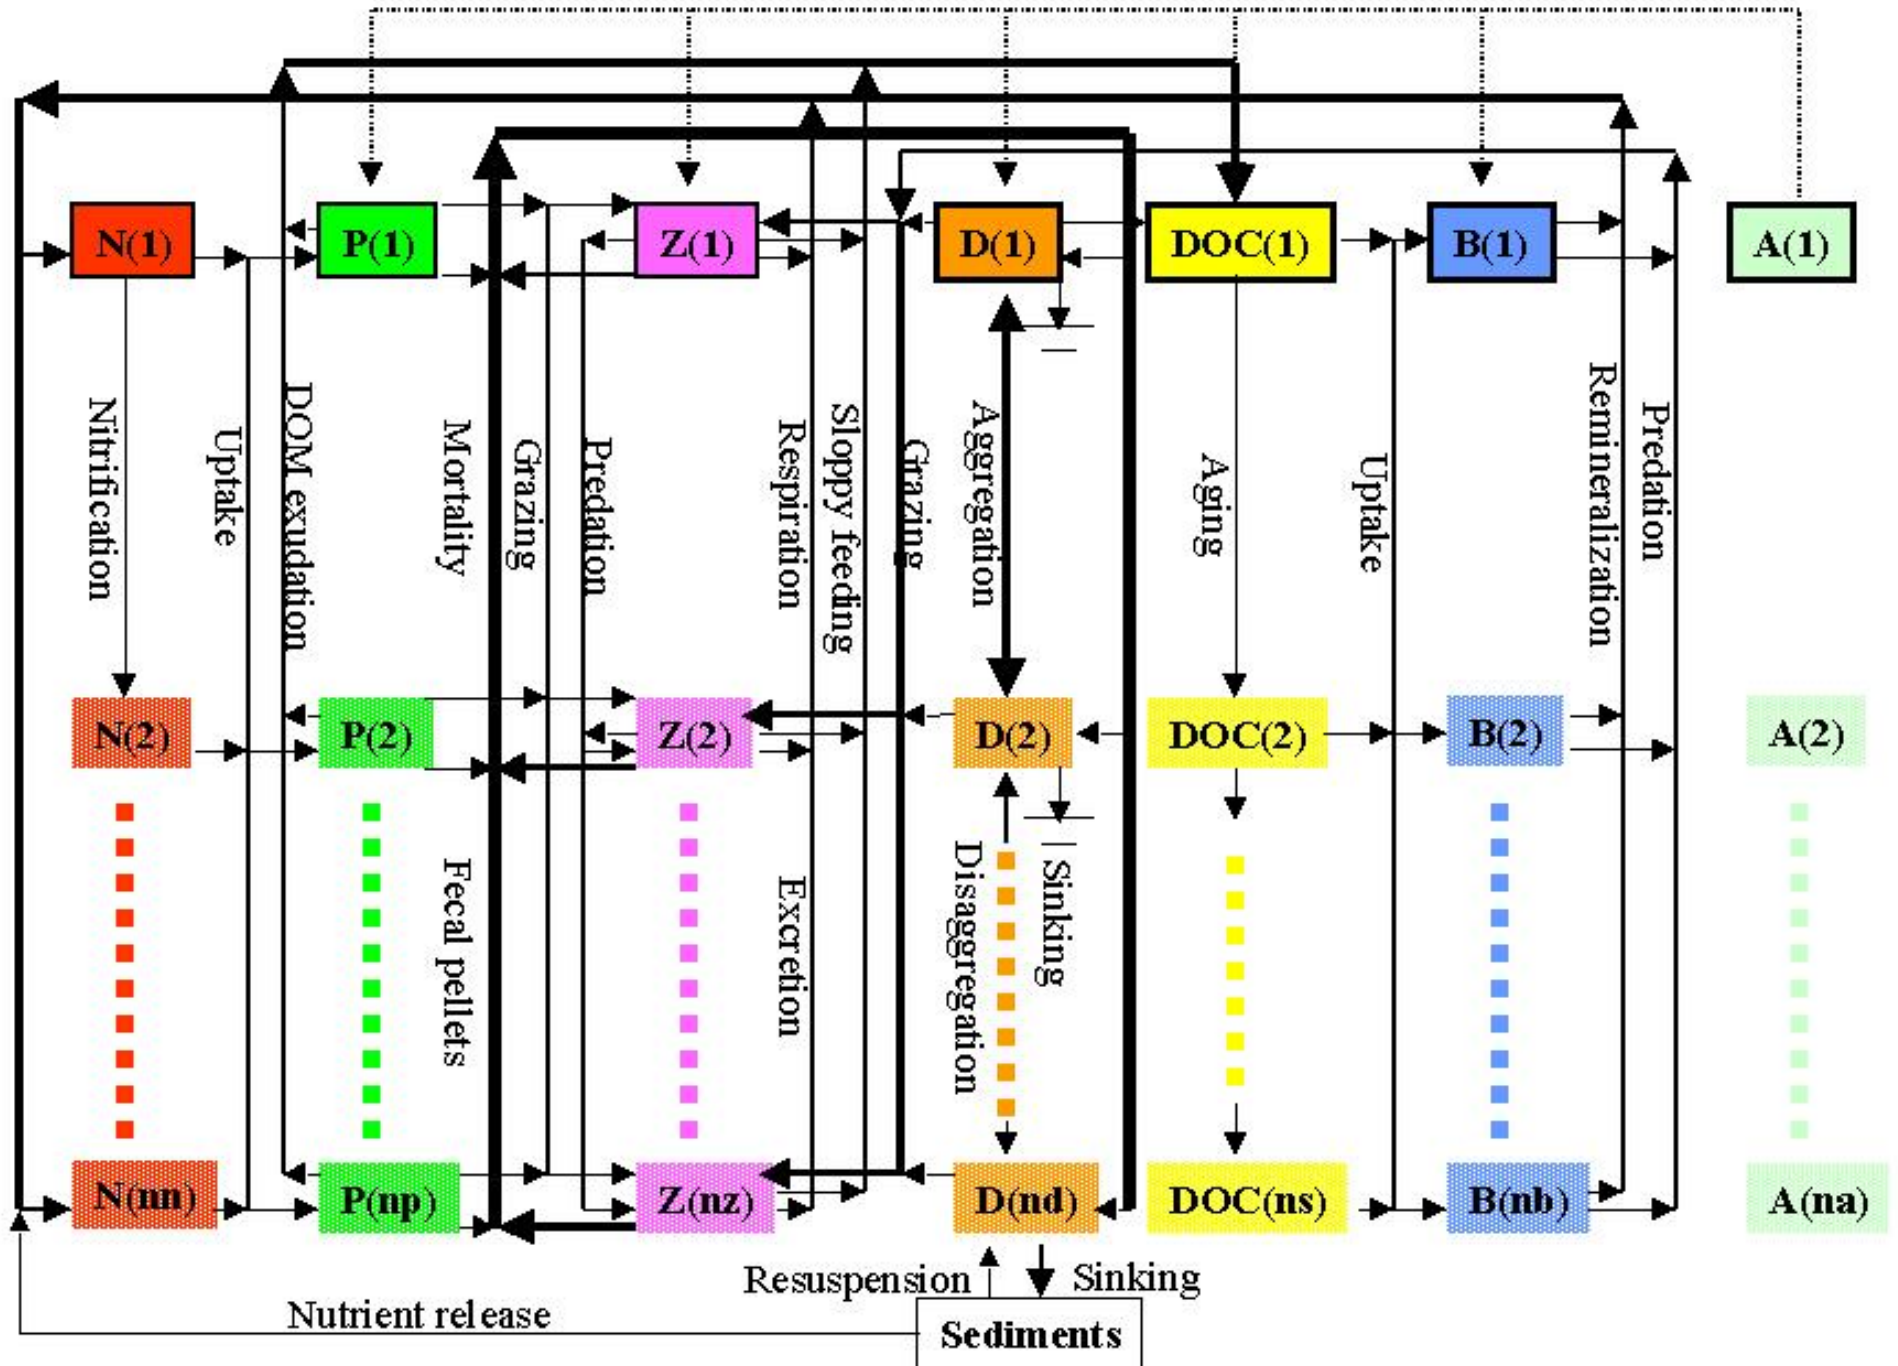 N(1)
P(1)
Z(1)
D(1)
DOC(1)
B(1)
A(1)
Nitrification
Uptake
DOM exudation
Mortality
Grazing
Predation
Respiration
Sloppy feeding
Grazing
Aggregation
Aging
Uptake
Remineralization
Predation
N(2)
P(2)
Z(2)
D(2)
DOC(2)
B(2)
A(2)
Fecal pellets
Excretion
Disaggregation
Sinking
N(nn)
P(np)
Z(nz)
D(nd)
DOC(ns)
B(nb)
A(na)
Resuspension
Sinking
Nutrient release
Sediments